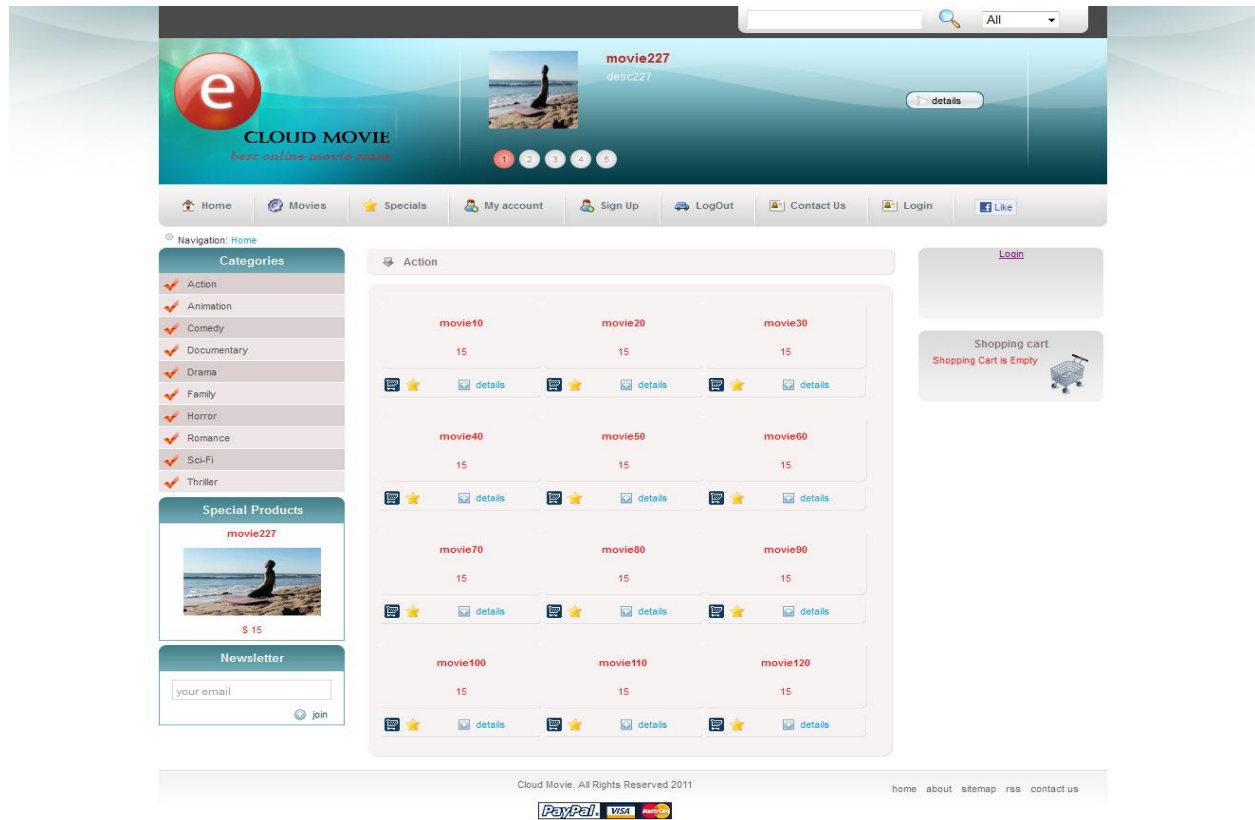 All
e
CLOUD MOVIE
best online movie store
movie227
desc227
details
1 2 3 4 5
Home Movies Specials My account Sign Up LogOut Contact Us Login Like
Navigation: Home
Categories
Action
Animation
Comedy
Documentary
Drama
Family
Horror
Romance
Sci-Fi
Thriller
Special Products
movie227
$ 15
Newsletter
your email
join
Action
movie10 movie20 movie30
15 15 15
details details details
movie40 movie50 movie60
15 15 15
details details details
movie70 movie80 movie90
15 15 15
details details details
movie100 movie110 movie120
15 15 15
details details details
Login
Shopping cart
Shopping Cart is Empty
Cloud Movie. All Rights Reserved 2011
home about sitemap rss contact us
PayPal. VISA MasterCard